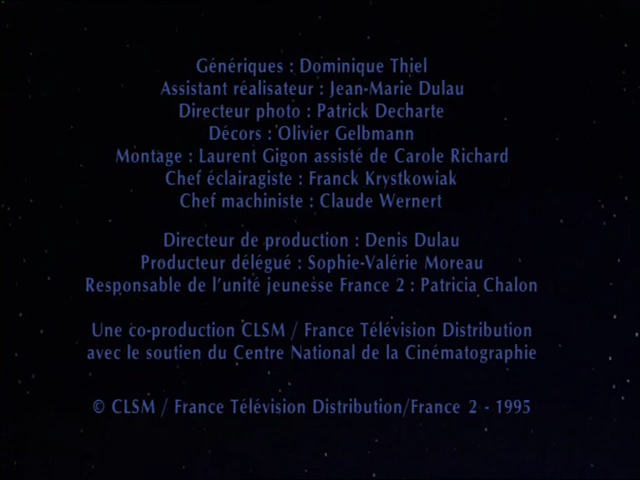 Génériques : Dominique Thiel
Assistant réalisateur : Jean-Marie Dulau
Directeur photo : Patrick Decharte
Décors : Olivier Gelbmann
Montage : Laurent Gigon assisté de Carole Richard
Chef éclairagiste : Franck Krystkowiak
Chef machiniste : Claude Wernert
Directeur de production : Denis Dulau
Producteur délégué : Sophie-Valérie Moreau
Responsable de l'unité jeunesse France 2 : Patricia Chalon
Une co-production CLSM / France Télévision Distribution
avec le soutien du Centre National de la Cinématographie
© CLSM / France Télévision Distribution/France 2 - 1995